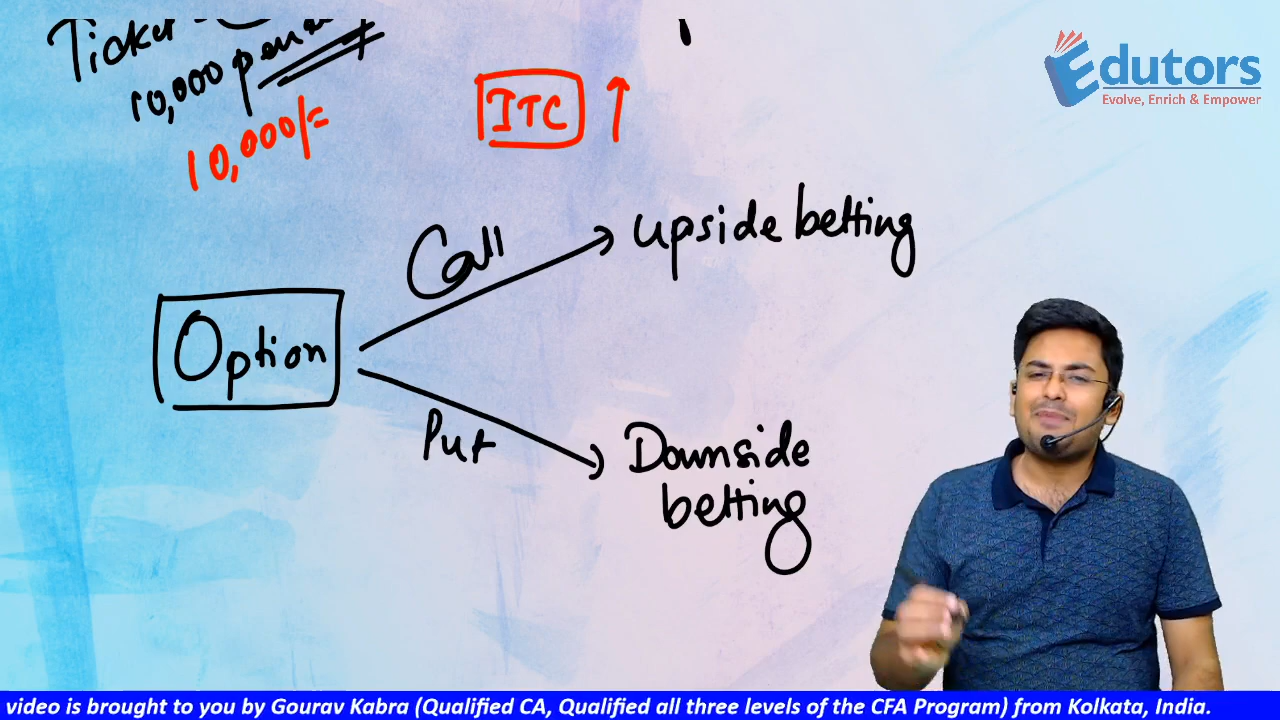 Ticket
10,000
10,000/=
ITC ↑
Edutors
Evolve, Enrich & Empower
Call
upside betting
Option
Put
Downside
betting
video is brought to you by Gourav Kabra (Qualified CA, Qualified all three levels of the CFA Program) from Kolkata, India.